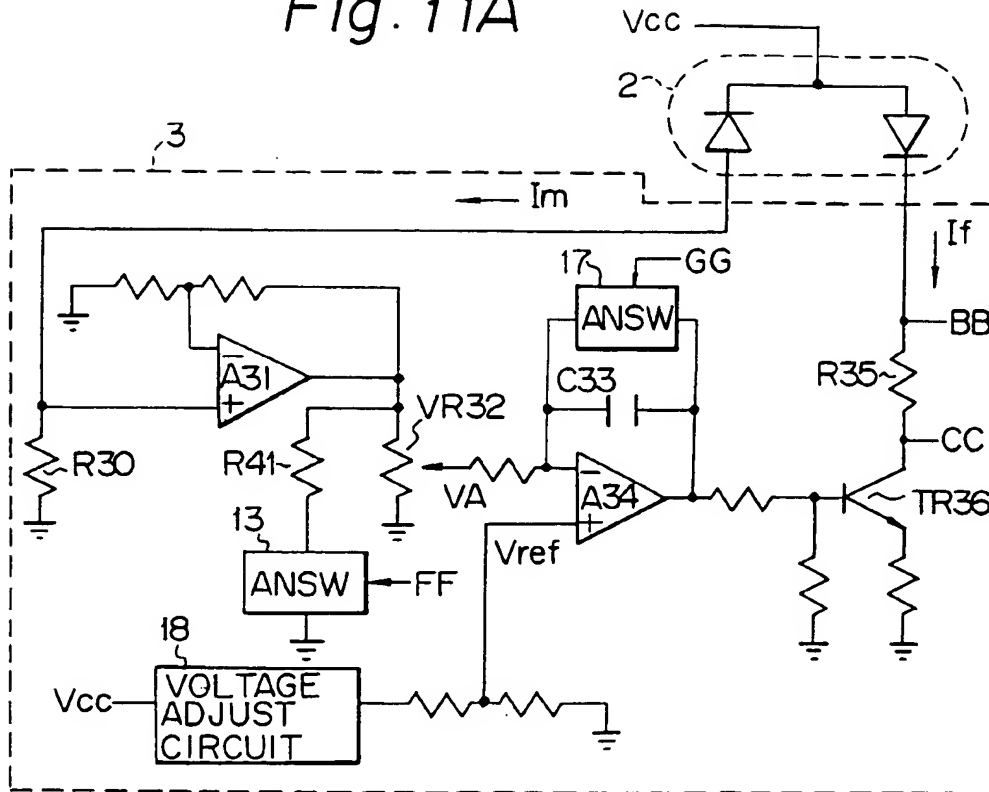 Fig. 11A
Vcc
2
3
Im
If
17
GG
ANSW
BB
A31
C33
R35
VR32
CC
R30
R41
VA
A34
TR36
13
Vref
ANSW
FF
18
Vcc
VOLTAGE
ADJUST
CIRCUIT